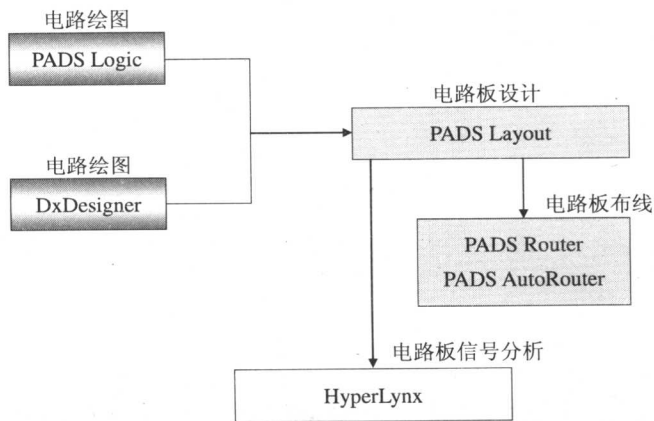 电路绘图
PADS Logic
电路板设计
PADS Layout
电路绘图
DxDesigner
电路板布线
PADS Router
PADS AutoRouter
电路板信号分析
HyperLynx